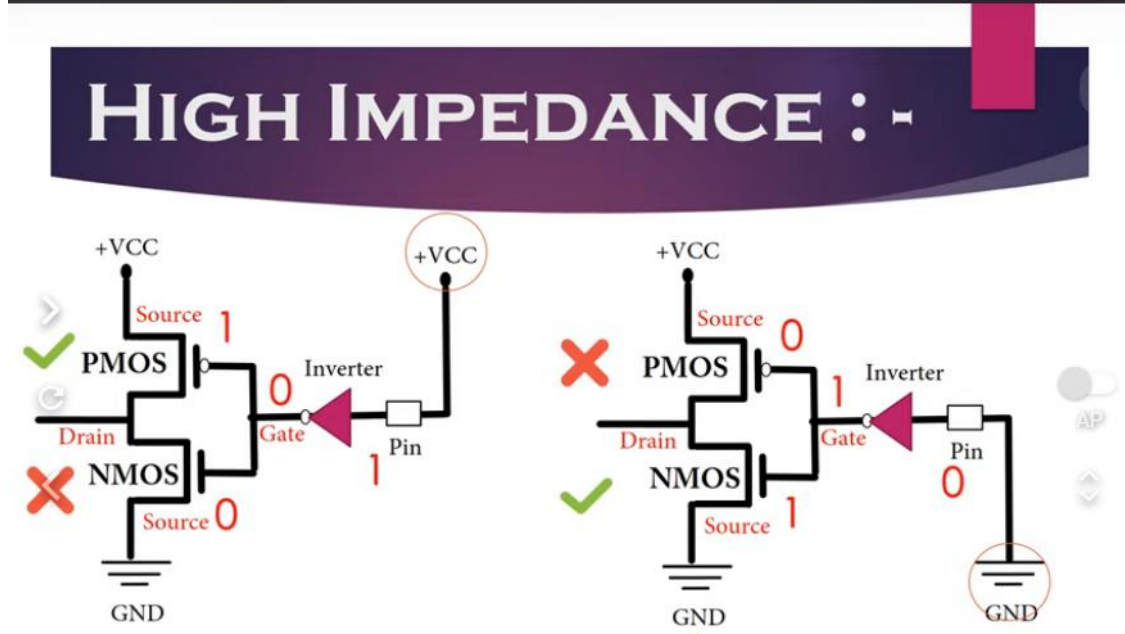 HIGH IMPEDANCE : -
+VCC
+VCC
Source 1
PMOS
Inverter
0
Drain
Gate
Pin
1
NMOS
Source 0
GND
+VCC
Source 0
PMOS
Inverter
1
Drain
Gate
Pin
0
NMOS
Source 1
GND
GND
AP